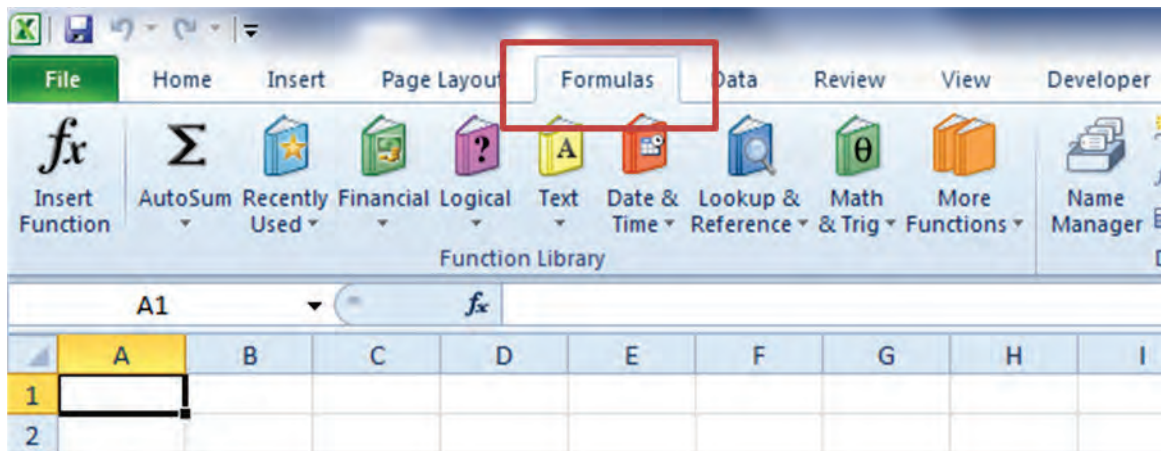 File Home Insert Page Layout Formulas Data Review View Developer
fx Σ ? A θ
Insert AutoSum Recently Financial Logical Text Date & Lookup & Math More Name
Function Used Time Reference & Trig Functions Manager
Function Library
A1 fx
A B C D E F G H I
1
2